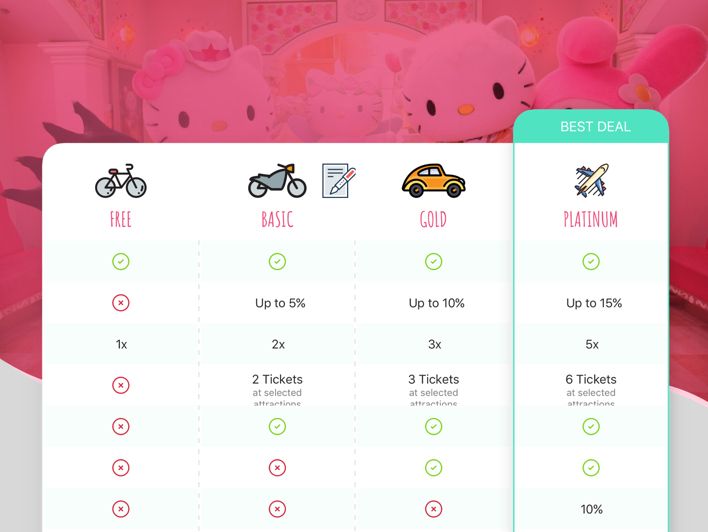 BEST DEAL
FREE
BASIC
GOLD
PLATINUM
Up to 5%
Up to 10%
Up to 15%
1x
2x
3x
5x
2 Tickets
3 Tickets
6 Tickets
at selected
at selected
at selected
attractions
attractions
attractions
10%